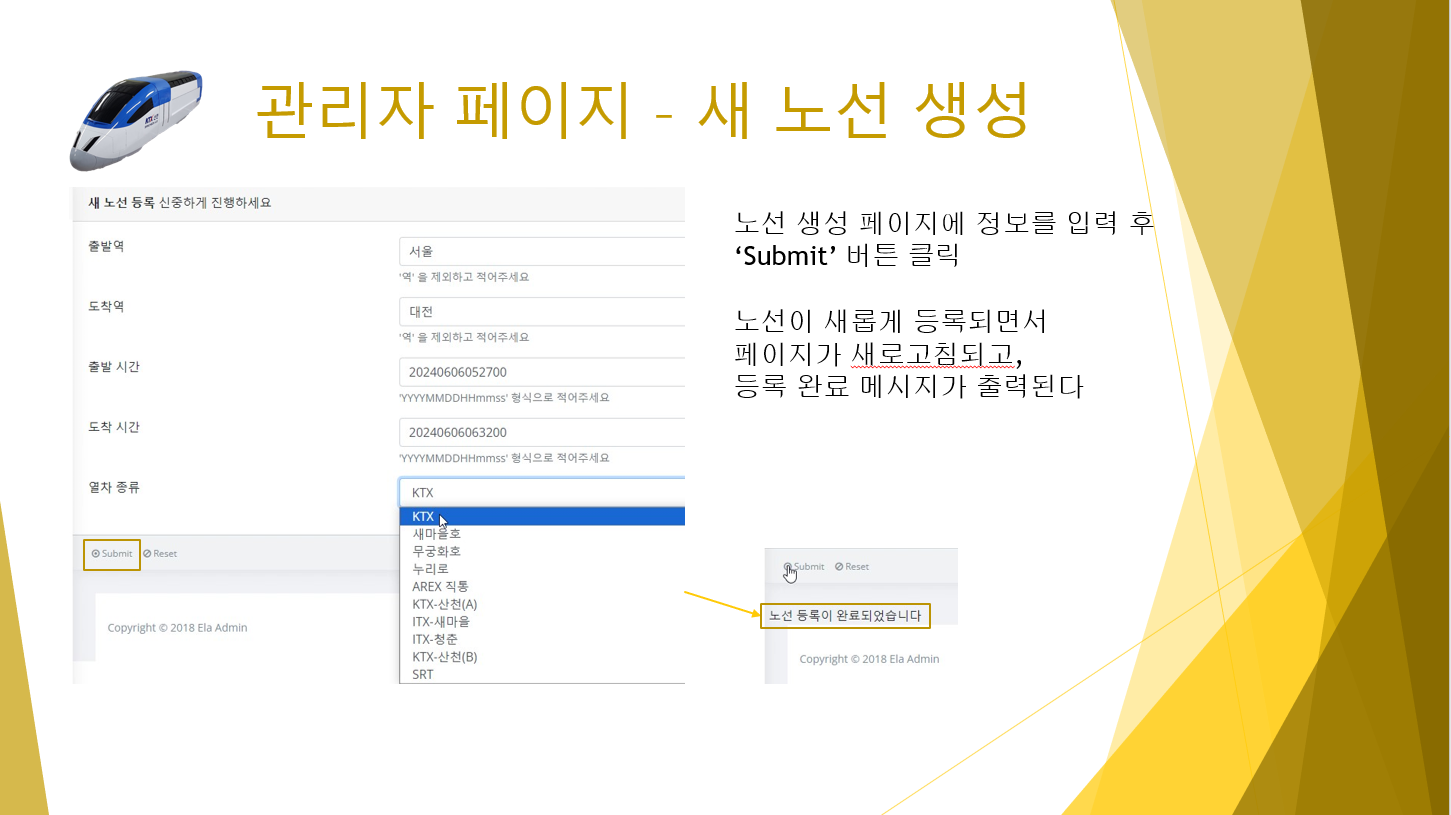 관리자 페이지 - 새 노선 생성
새 노선 등록 신중하게 진행하세요
출발역
서울
'역' 을 제외하고 적어주세요
도착역
대전
'역' 을 제외하고 적어주세요
출발 시간
20240606052700
'YYYYMMDDHHmmss' 형식으로 적어주세요
도착 시간
20240606063200
'YYYYMMDDHHmmss' 형식으로 적어주세요
열차 종류
KTX
KTX
새마을호
무궁화호
누리로
AREX 직통
KTX-산천(A)
ITX-새마을
ITX-청춘
KTX-산천(B)
SRT
Submit Reset
Copyright © 2018 Ela Admin
노선 생성 페이지에 정보를 입력 후
‘Submit’ 버튼 클릭
노선이 새롭게 등록되면서
페이지가 새로고침되고,
등록 완료 메시지가 출력된다
Submit Reset
노선 등록이 완료되었습니다
Copyright © 2018 Ela Admin